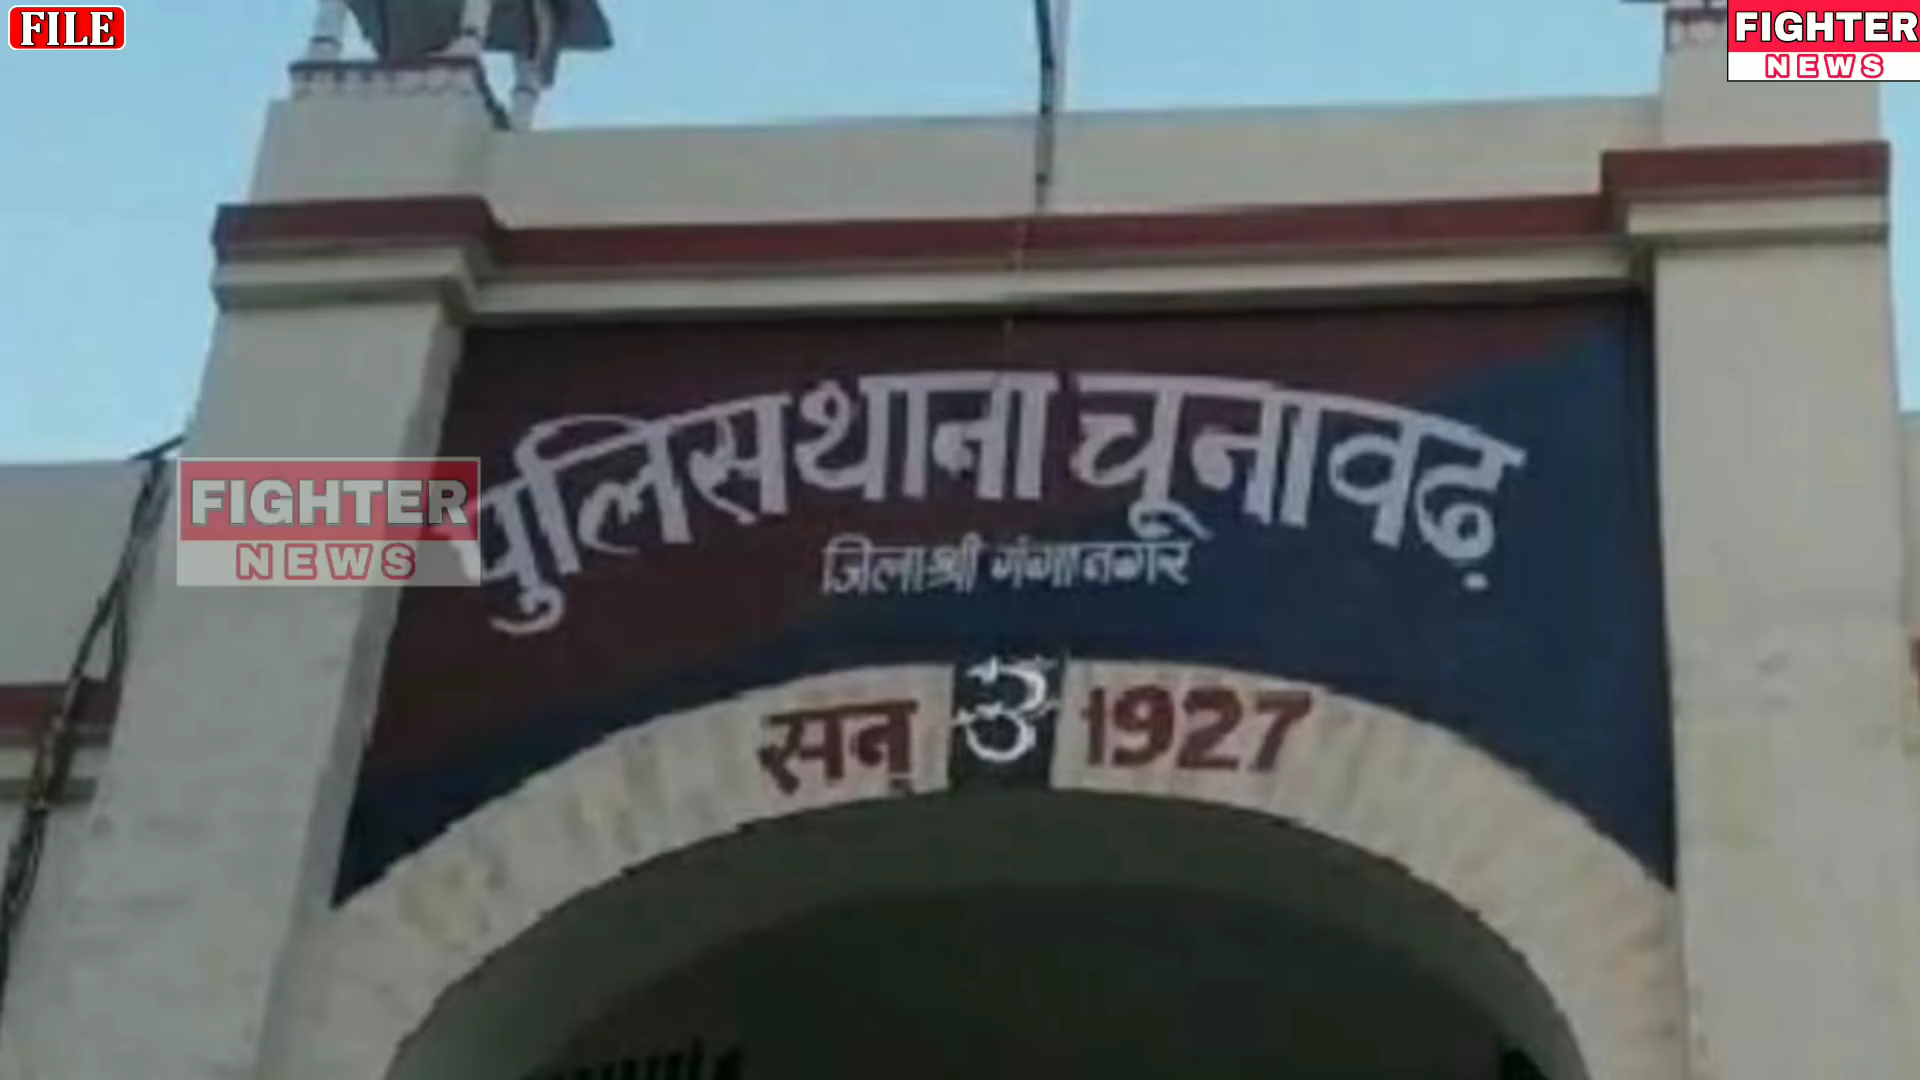 FILE
FIGHTER
NEWS
पुलिस थाना चूनावढ़
FIGHTER
NEWS
जिला श्री गंगानगर
सन् ॐ 1927